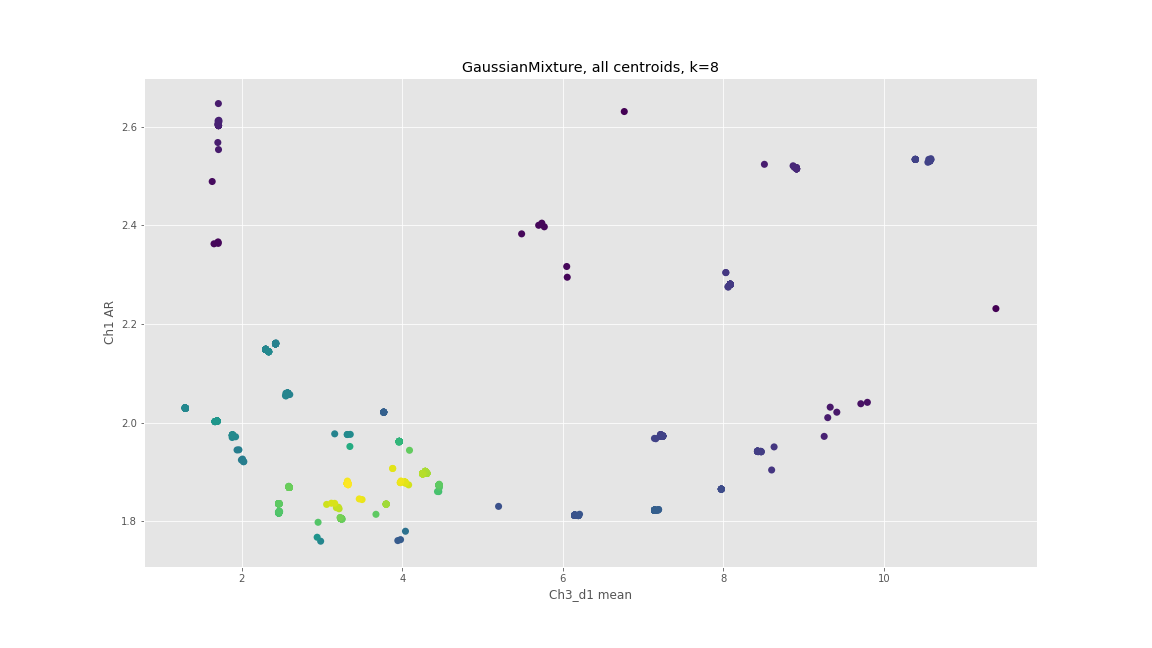 GaussianMixture, all centroids, k=8
2.6
2.4
2.2
2.0
1.8
Ch1 AR
2 4 6 8 10
Ch3_d1 mean